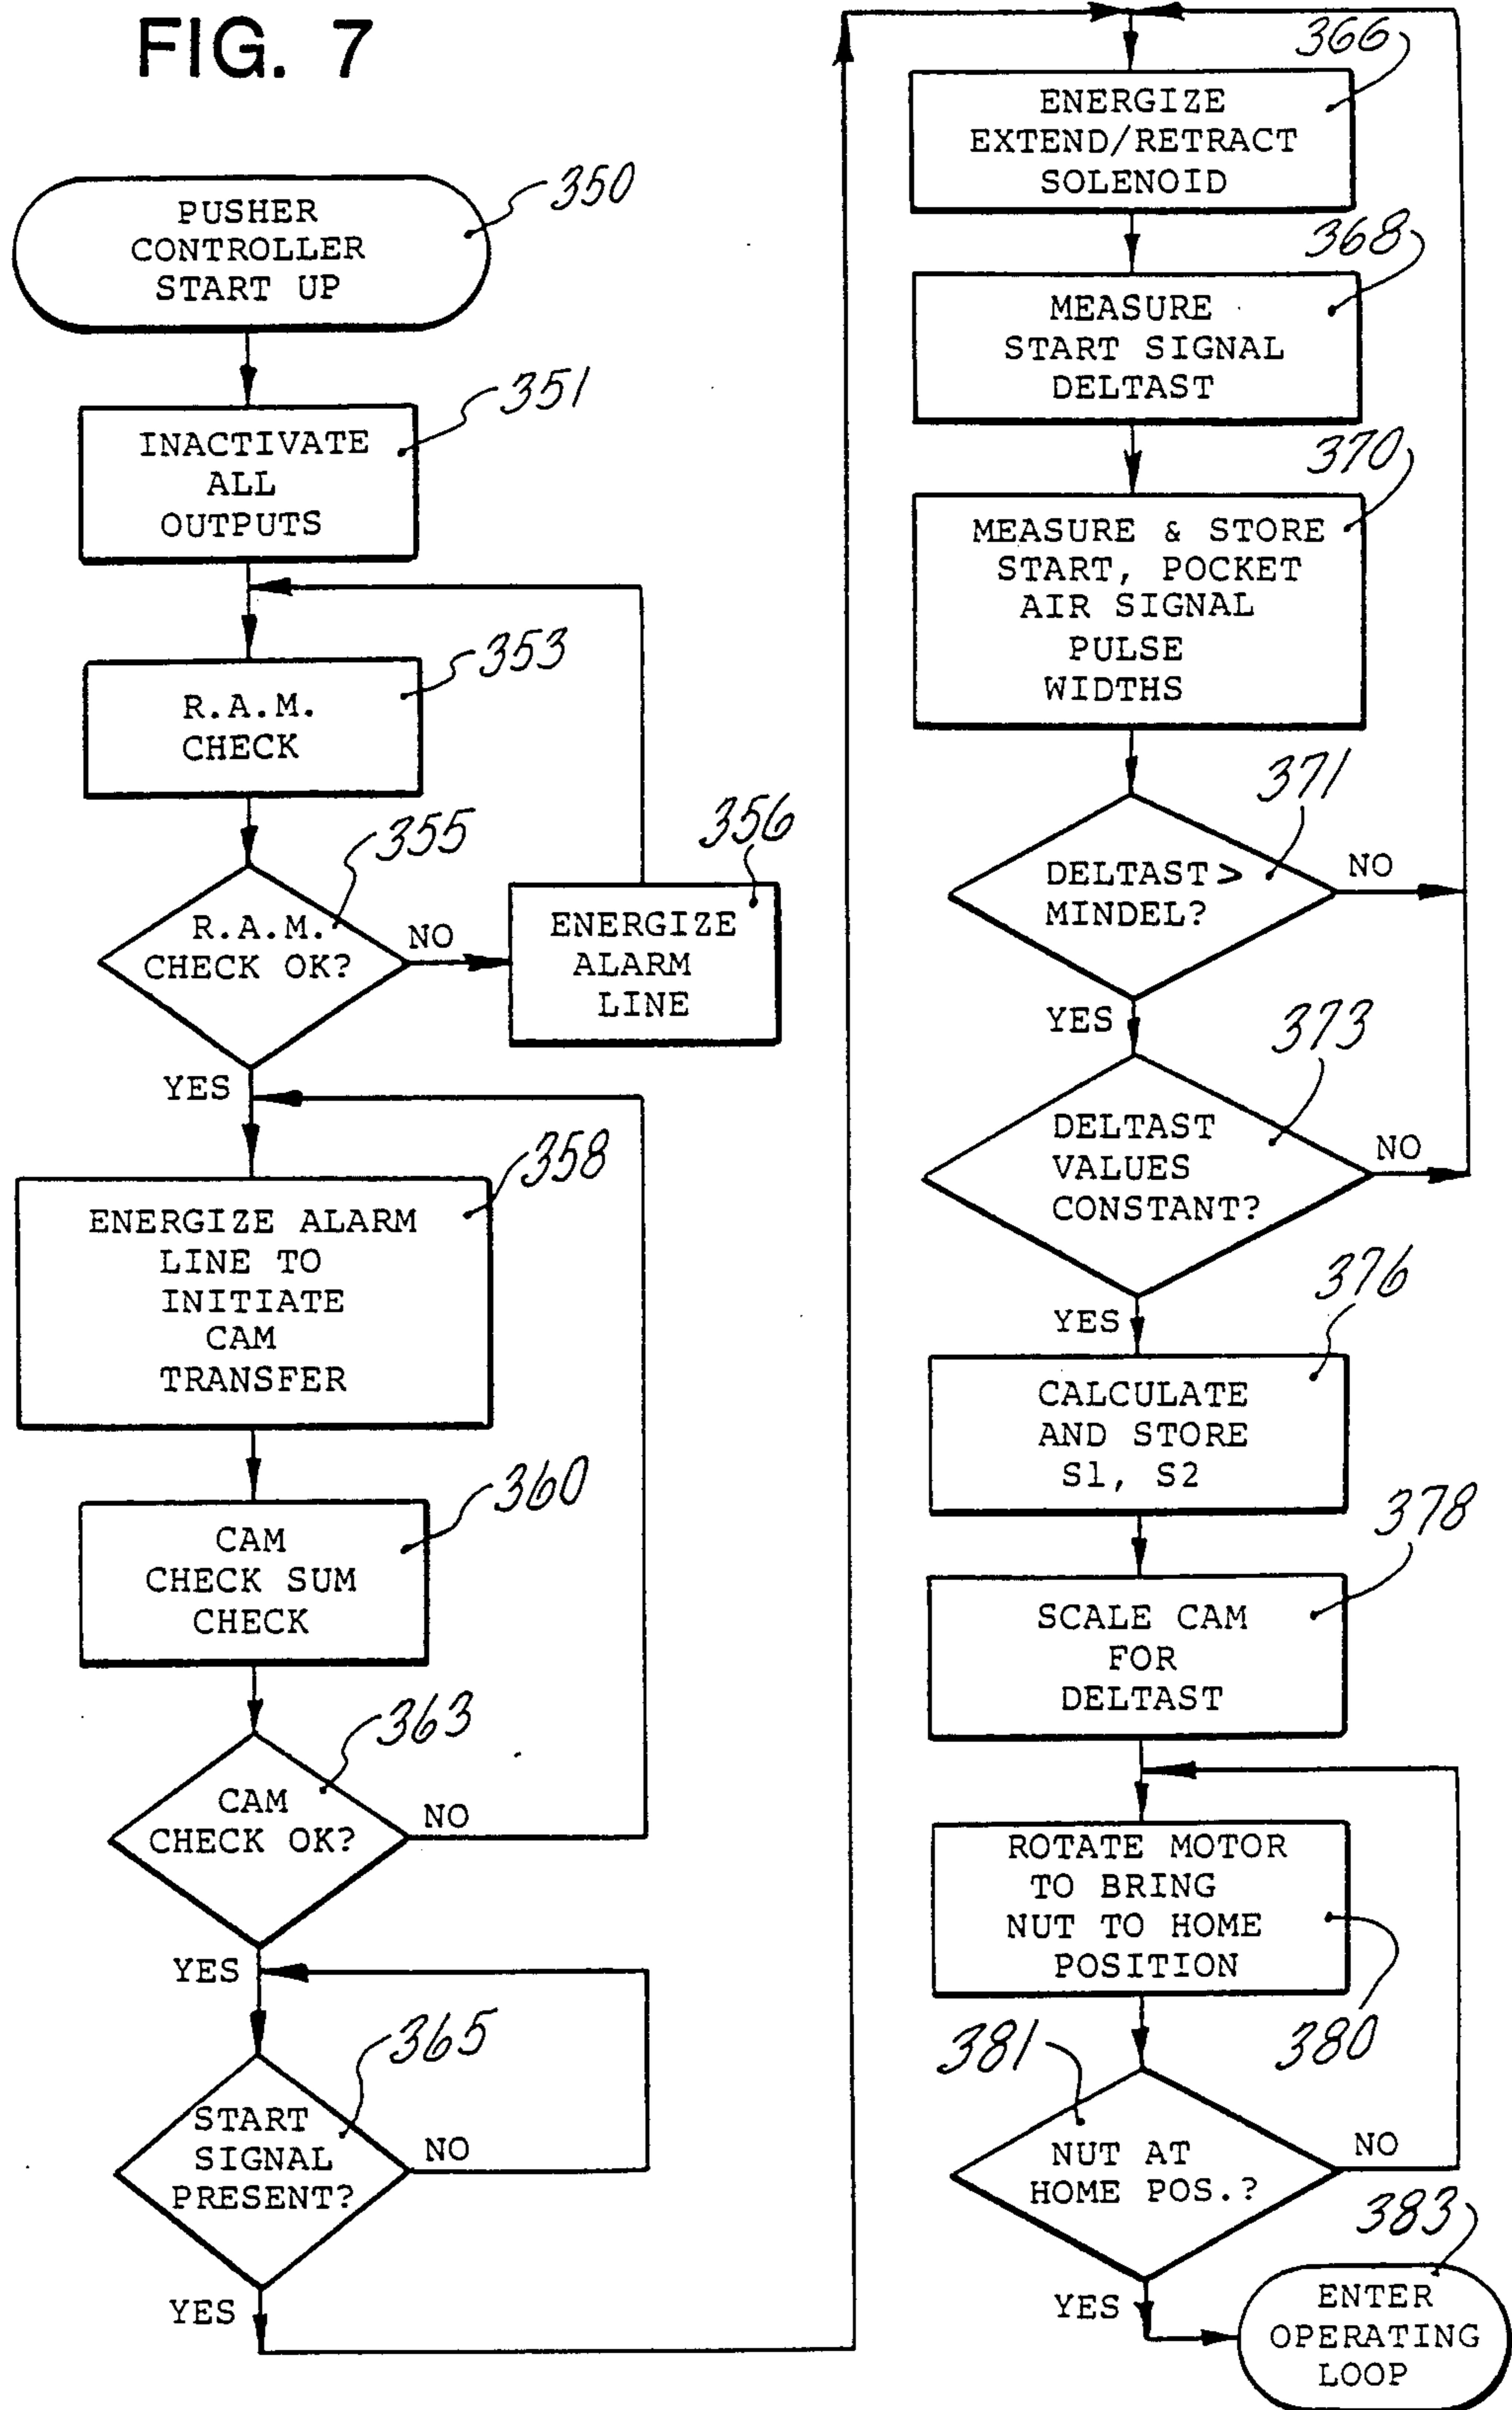 FIG. 7
PUSHER
CONTROLLER
START UP
350
INACTIVATE
ALL
OUTPUTS
351
R.A.M.
CHECK
353
R.A.M.
CHECK OK?
355
NO
ENERGIZE
ALARM
LINE
356
YES
ENERGIZE ALARM
LINE TO
INITIATE
CAM
TRANSFER
358
CAM
CHECK SUM
CHECK
360
CAM
CHECK OK?
363
NO
YES
START
SIGNAL
PRESENT?
365
NO
YES
366
ENERGIZE
EXTEND/RETRACT
SOLENOID
368
MEASURE
START SIGNAL
DELTAST
370
MEASURE & STORE
START, POCKET
AIR SIGNAL
PULSE
WIDTHS
371
DELTAST >
MINDEL?
NO
YES
373
DELTAST
VALUES
CONSTANT?
NO
YES
376
CALCULATE
AND STORE
S1, S2
378
SCALE CAM
FOR
DELTAST
ROTATE MOTOR
TO BRING
NUT TO HOME
POSITION
380
381
NUT AT
HOME POS.?
NO
YES
383
ENTER
OPERATING
LOOP